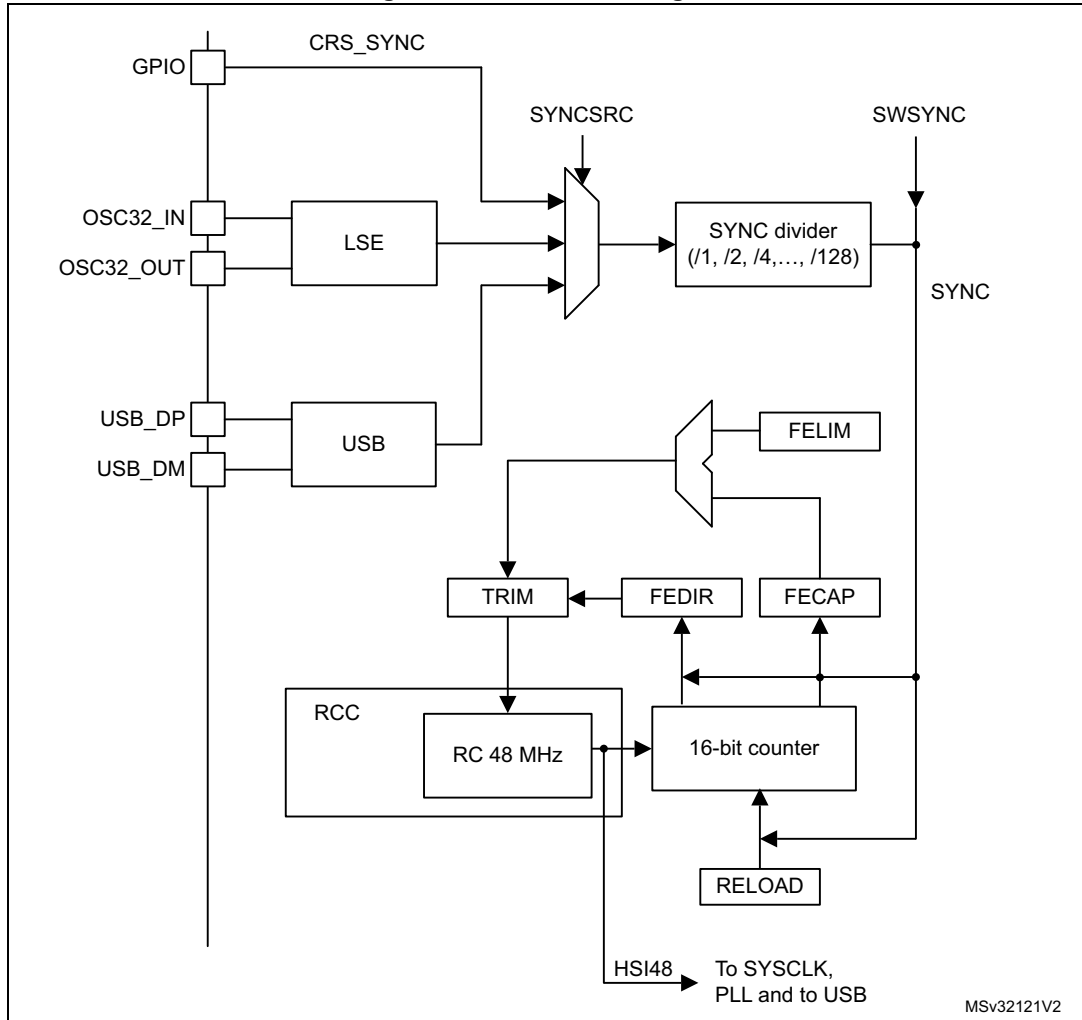 CRS_SYNC
GPIO
SYNCSRC
SWSYNC
OSC32_IN
LSE
SYNC divider
(/1, /2, /4,…, /128)
OSC32_OUT
SYNC
USB_DP
USB
FELIM
USB_DM
TRIM
FEDIR
FECAP
RCC
RC 48 MHz
16-bit counter
RELOAD
HSI48
To SYSCLK,
PLL and to USB
MSv32121V2